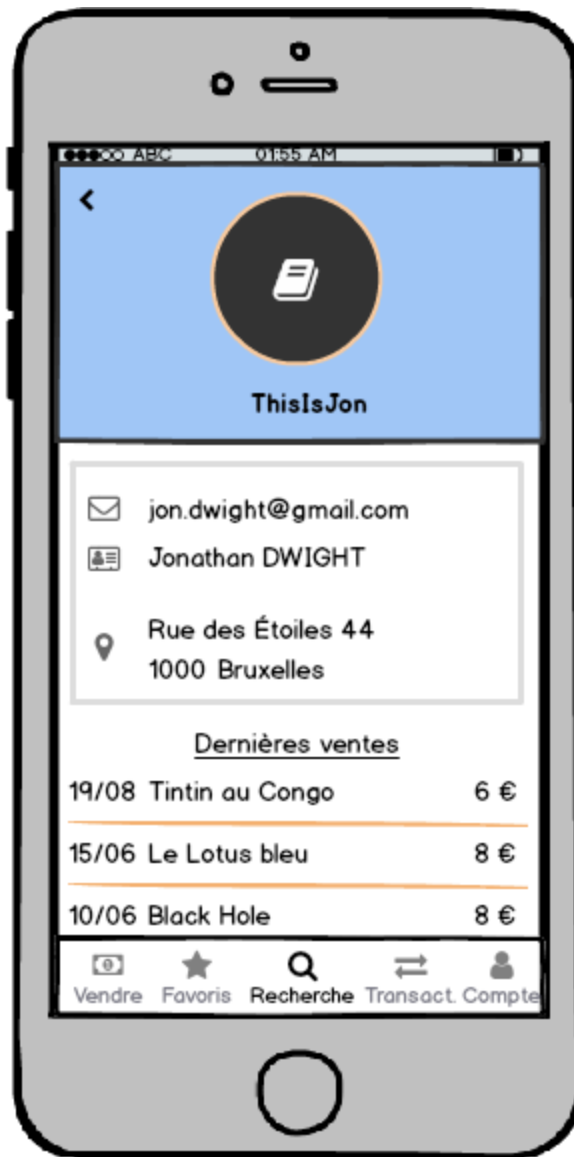 ABC 01:55 AM
ThisIsJon
jon.dwight@gmail.com
Jonathan DWIGHT
Rue des Étoiles 44
1000 Bruxelles
Dernières ventes
19/08 Tintin au Congo 6 €
15/06 Le Lotus bleu 8 €
10/06 Black Hole 8 €
Vendre Favoris Recherche Transact. Compte